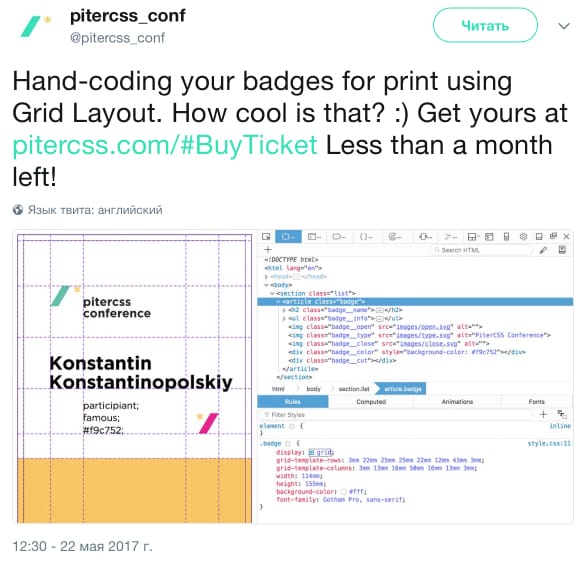 pitercss_conf
@pitercss_conf
Читать
Hand-coding your badges for print using
Grid Layout. How cool is that? :) Get yours at
pitercss.com/#BuyTicket Less than a month
left!
Язык твита: английский
pitercss
conference
Konstantin
Konstantinopolskiy
participiant;
famous;
#f9c752;
Search HTML
<!DOCTYPE html>
<html lang="en">
<head></head>
<body>
<section class="list">
<article class="badge">
<h2 class="badge__name"></h2>
<ul class="badge__info"></ul>
<img class="badge__open" src="images/open.svg" alt="">
<img class="badge__type" src="images/type.svg" alt="PiterCSS Conference">
<img class="badge__close" src="images/close.svg" alt="">
<div class="badge__color" style="background-color: #f9c752"></div>
<div class="badge__cut"></div>
</article>
</section>
html body section.list article.badge
Rules Computed Animations Fonts
Filter Styles
element { inline
}
.badge { style.css:11
display: grid;
grid-template-rows: 3mm 22mm 25mm 25mm 22mm 12mm 43mm 3mm;
grid-template-columns: 3mm 13mm 16mm 50mm 16mm 13mm 3mm;
width: 114mm;
height: 155mm;
background-color: #fff;
font-family: Gotham Pro, sans-serif;
}
12:30 - 22 мая 2017 г.